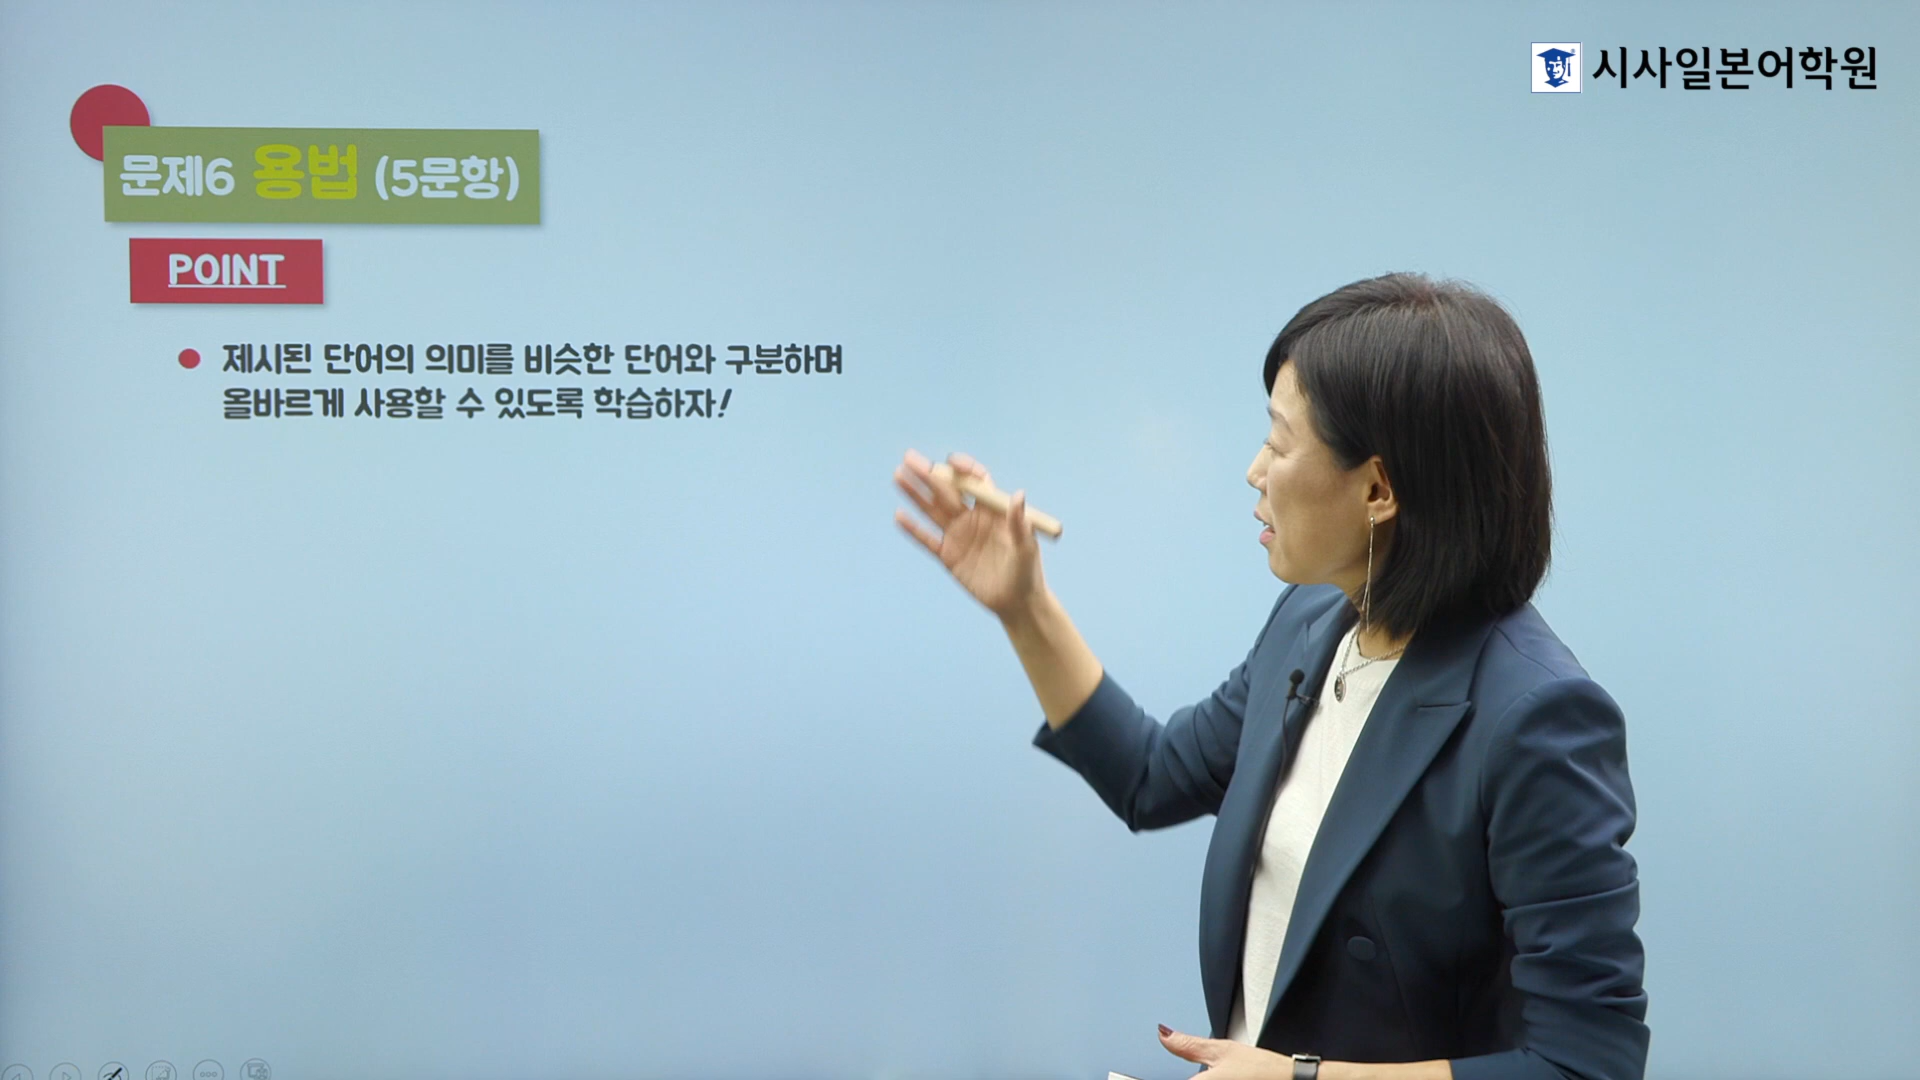 시사일본어학원
문제6 용법 (5문항)
POINT
제시된 단어의 의미를 비슷한 단어와 구분하며
올바르게 사용할 수 있도록 학습하자!